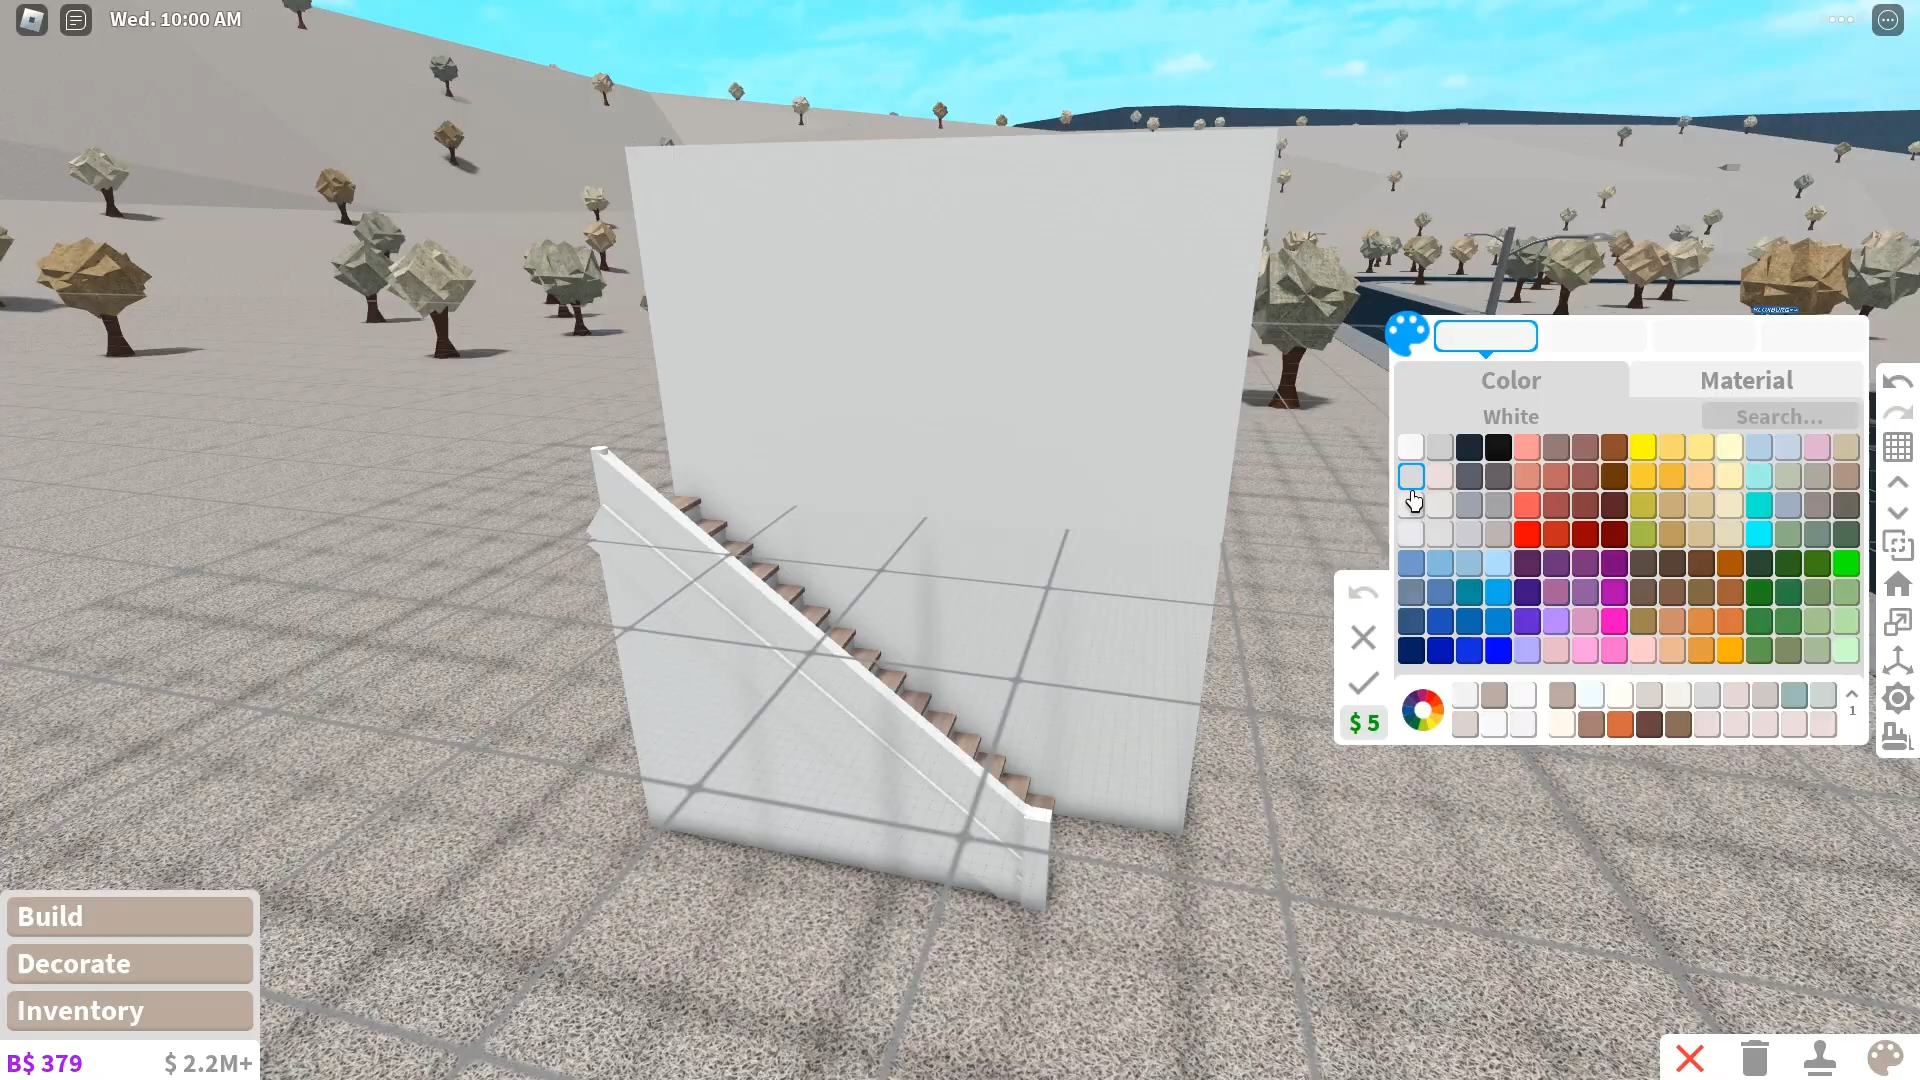 Wed. 10:00 AM
Color
Material
White
Search...
1
$ 5
Build
Decorate
Inventory
B$ 379
$ 2.2M+